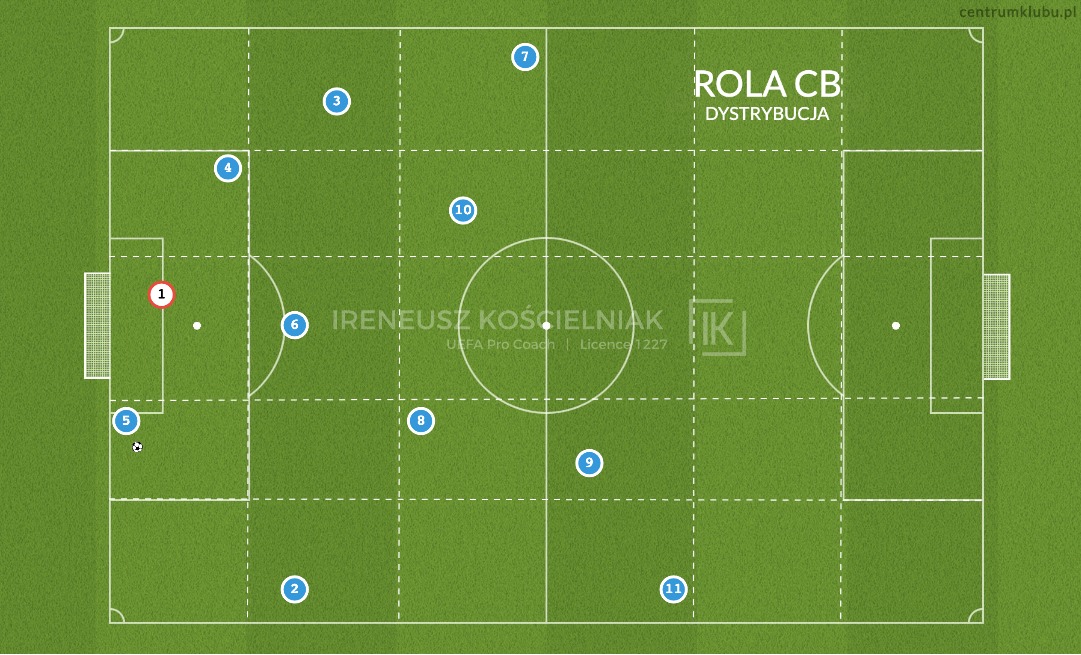 centrumklubu.pl
7
ROLA CB
DYSTRYBUCJA
3
4
10
1
6
IRENEUSZ KOŚCIELNIAK
IK
UEFA Pro Coach | Licence 1227
5
8
9
2
11